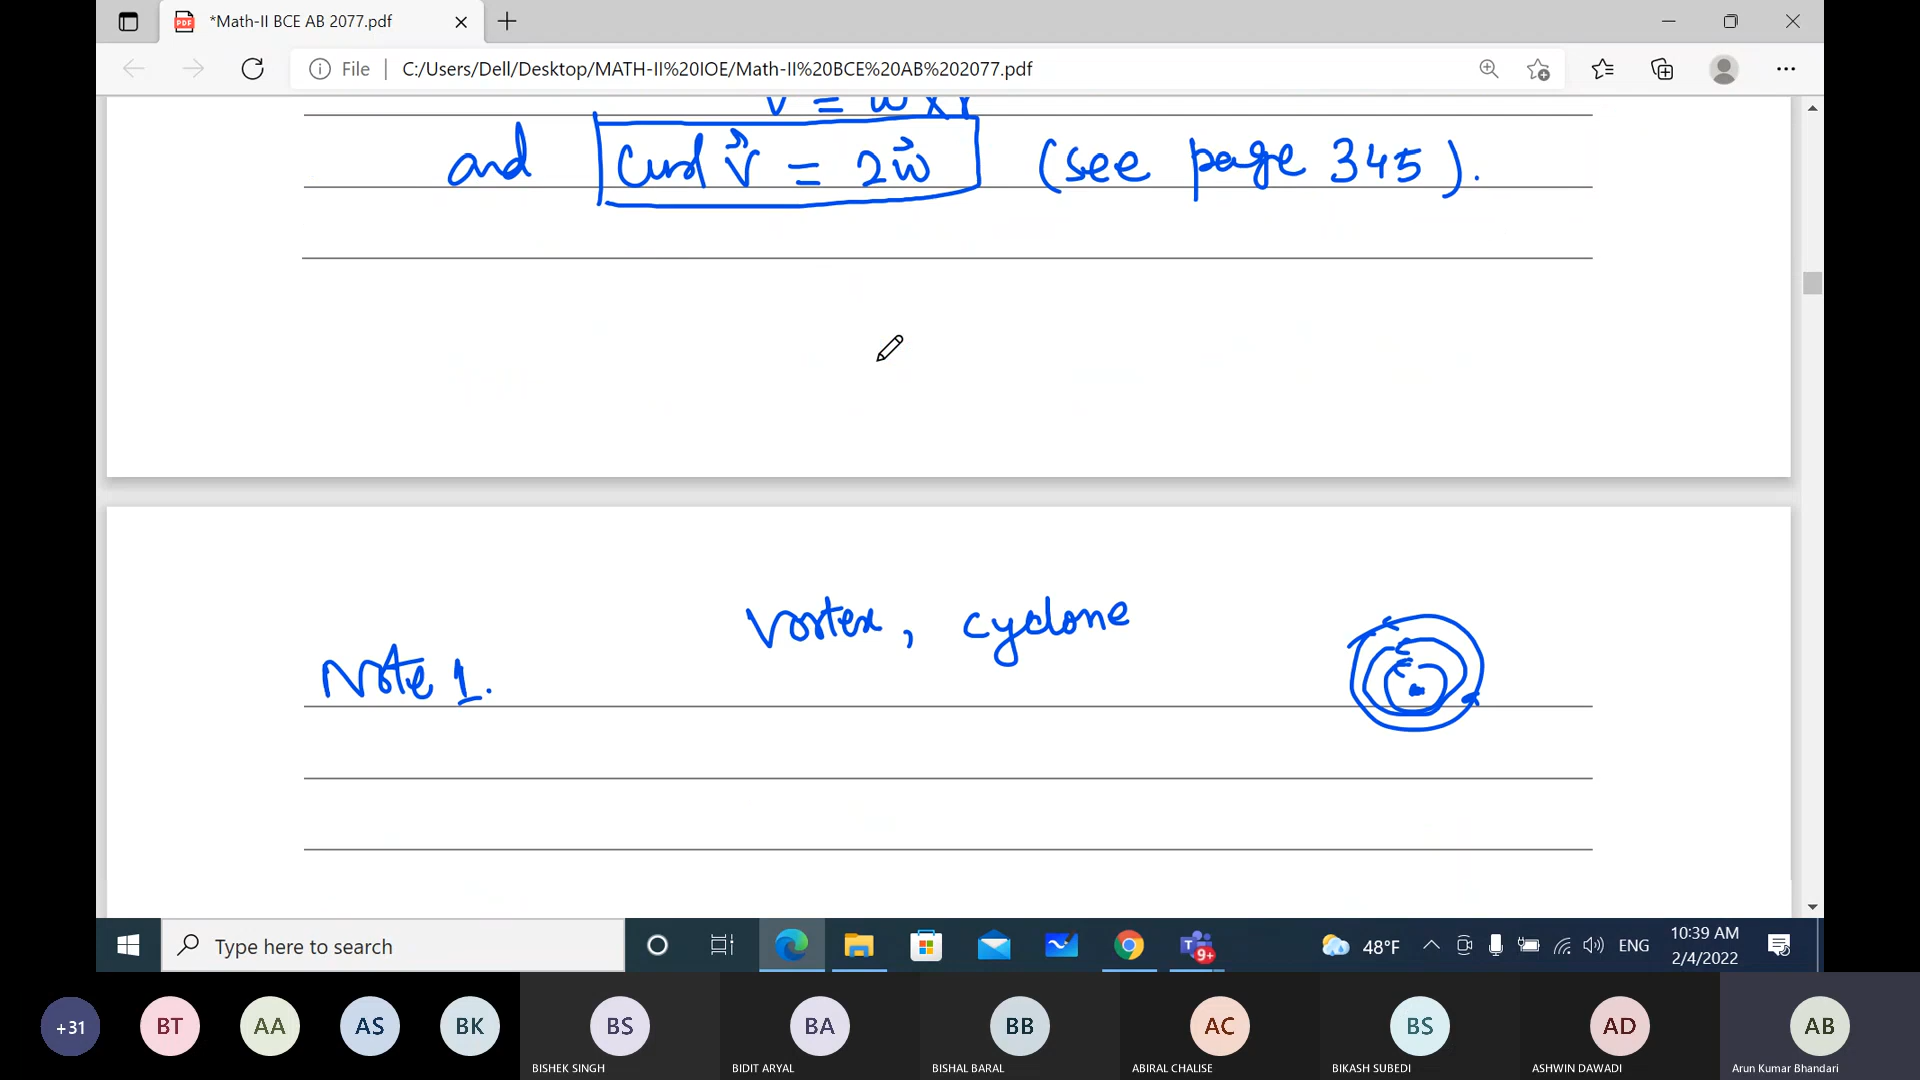 *Math-II BCE AB 2077.pdf
File | C:/Users/Dell/Desktop/MATH-II%20IOE/Math-II%20BCE%20AB%202077.pdf
v = w x r
and Curl v⃗ = 2w⃗ (see page 345).
Vortex, cyclone
Note 1.
Type here to search
9+
48°F
ENG
10:39 AM
2/4/2022
+31 BT AA AS BK BS BA BB AC BS AD AB
BISHEK SINGH BIDIT ARYAL BISHAL BARAL ABIRAL CHALISE BIKASH SUBEDI ASHWIN DAWADI Arun Kumar Bhandari